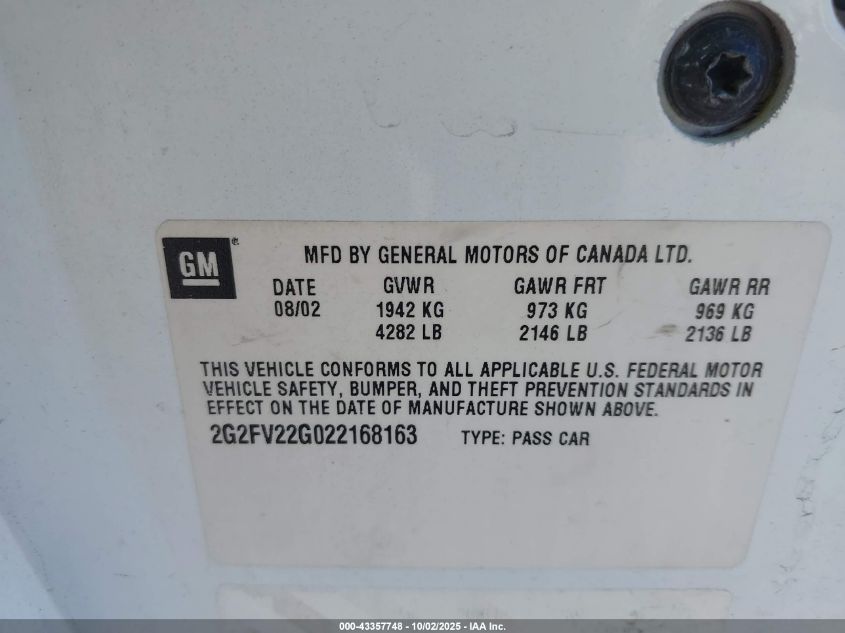 GM ®
MFD BY GENERAL MOTORS OF CANADA LTD.
DATE GVWR GAWR FRT GAWR RR
08/02 1942 KG 973 KG 969 KG
4282 LB 2146 LB 2136 LB
THIS VEHICLE CONFORMS TO ALL APPLICABLE U.S. FEDERAL MOTOR
VEHICLE SAFETY, BUMPER, AND THEFT PREVENTION STANDARDS IN
EFFECT ON THE DATE OF MANUFACTURE SHOWN ABOVE.
2G2FV22G022168163 TYPE: PASS CAR
000-43357748 - 10/02/2025 - IAA Inc.